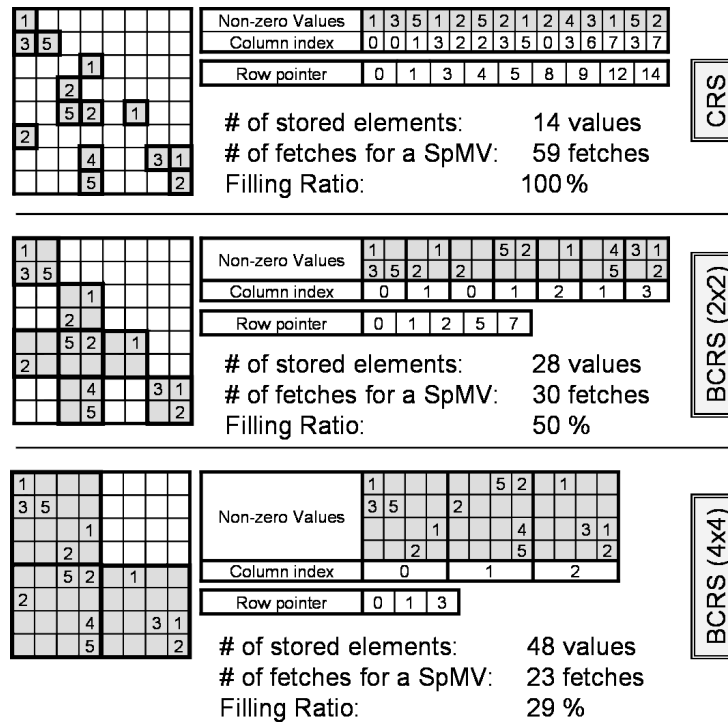 1
3 5
1
2
5 2 1
2
4 3 1
5 2
Non-zero Values 1 3 5 1 2 5 2 1 2 4 3 1 5 2
Column index 0 0 1 3 2 2 3 5 0 3 6 7 3 7
Row pointer 0 1 3 4 5 8 9 12 14
# of stored elements: 14 values
# of fetches for a SpMV: 59 fetches
Filling Ratio: 100 %
CRS
1
3 5
1
2
5 2 1
2
4 3 1
5 2
Non-zero Values
1 1 5 2 1 4 3 1
3 5 2 2 5 2
Column index 0 1 0 1 2 1 3
Row pointer 0 1 2 5 7
# of stored elements: 28 values
# of fetches for a SpMV: 30 fetches
Filling Ratio: 50 %
BCRS (2x2)
1
3 5
1
2
5 2 1
2
4 3 1
5 2
Non-zero Values
1 5 2 1
3 5 2
1 4 3 1
2 5 2
Column index 0 1 2
Row pointer 0 1 3
# of stored elements: 48 values
# of fetches for a SpMV: 23 fetches
Filling Ratio: 29 %
BCRS (4x4)